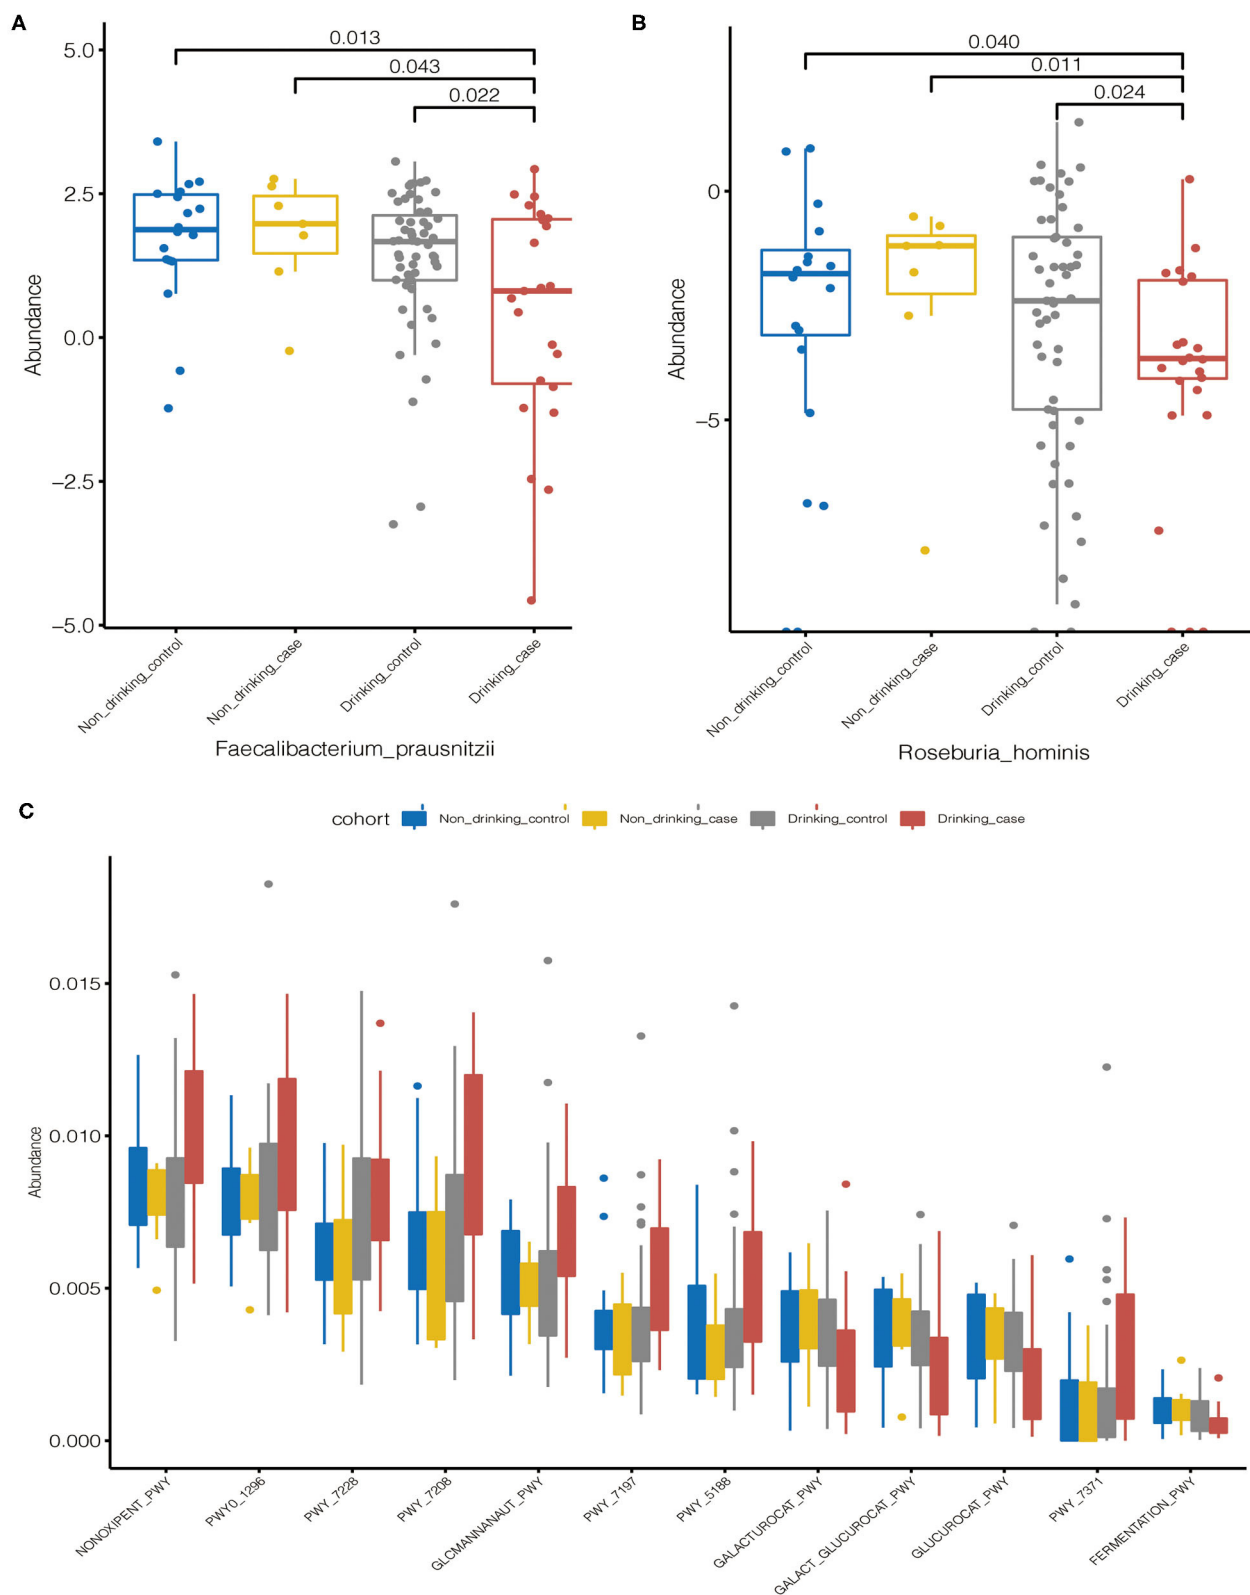 A
5.0
2.5
0.0
−2.5
−5.0
Abundance
0.013
0.043
0.022
Non_drinking_control
Non_drinking_case
Drinking_control
Drinking_case
Faecalibacterium_prausnitzii
B
0
−5
Abundance
0.040
0.011
0.024
Non_drinking_control
Non_drinking_case
Drinking_control
Drinking_case
Roseburia_hominis
C
cohort Non_drinking_control Non_drinking_case Drinking_control Drinking_case
0.015
0.010
0.005
0.000
Abundance
NONOXIPENT_PWY
PWY0_1296
PWY_7228
PWY_7208
GLCMANNANAUT_PWY
PWY_7197
PWY_5188
GALACTUROCAT_PWY
GALACT_GLUCUROCAT_PWY
GLUCUROCAT_PWY
PWY_7371
FERMENTATION_PWY